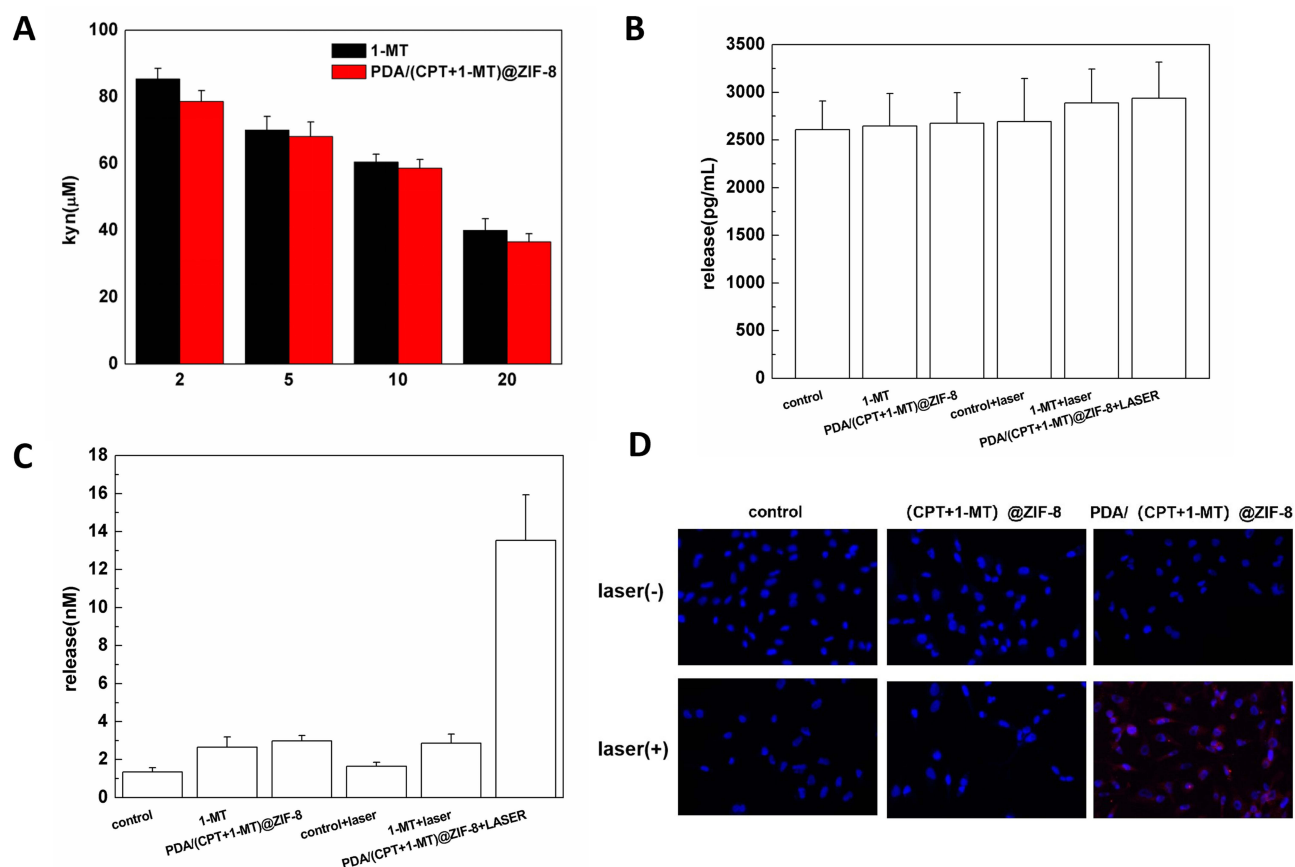 A
100
80
60
40
20
0
kyn(μM)
1-MT
PDA/(CPT+1-MT)@ZIF-8
2 5 10 20
B
3500
3000
2500
2000
1500
1000
500
0
release(pg/mL)
control 1-MT PDA/(CPT+1-MT)@ZIF-8 control+laser 1-MT+laser PDA/(CPT+1-MT)@ZIF-8+LASER
C
18
16
14
12
10
8
6
4
2
0
release(nM)
control 1-MT PDA/(CPT+1-MT)@ZIF-8 control+laser 1-MT+laser PDA/(CPT+1-MT)@ZIF-8+LASER
D
control (CPT+1-MT) @ZIF-8 PDA/ (CPT+1-MT) @ZIF-8
laser(-)
laser(+)